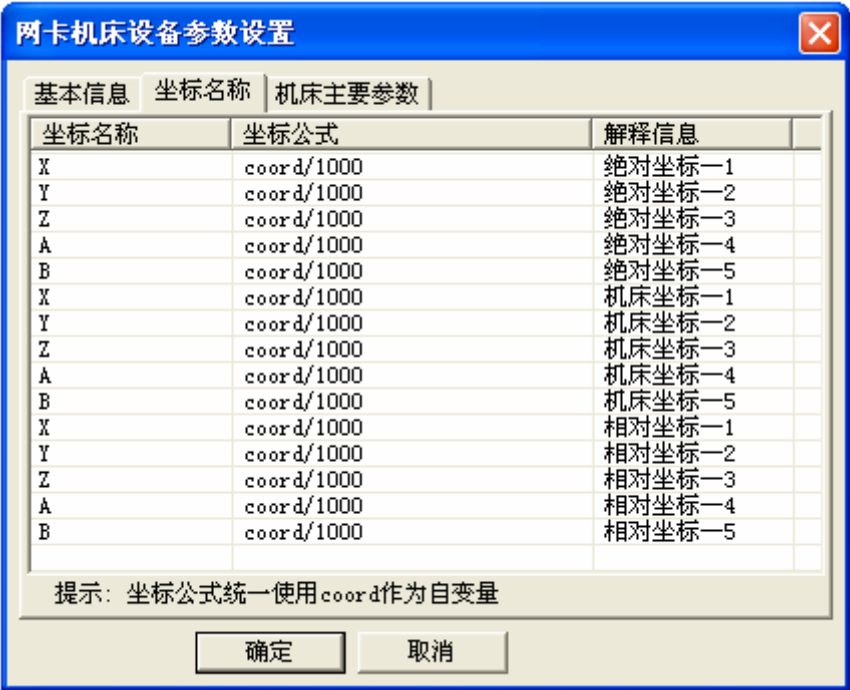 网卡机床设备参数设置
基本信息 坐标名称 机床主要参数
坐标名称 坐标公式 解释信息
X coord/1000 绝对坐标一1
Y coord/1000 绝对坐标一2
Z coord/1000 绝对坐标一3
A coord/1000 绝对坐标一4
B coord/1000 绝对坐标一5
X coord/1000 机床坐标一1
Y coord/1000 机床坐标一2
Z coord/1000 机床坐标一3
A coord/1000 机床坐标一4
B coord/1000 机床坐标一5
X coord/1000 相对坐标一1
Y coord/1000 相对坐标一2
Z coord/1000 相对坐标一3
A coord/1000 相对坐标一4
B coord/1000 相对坐标一5
提示: 坐标公式统一使用coord作为自变量
确定 取消